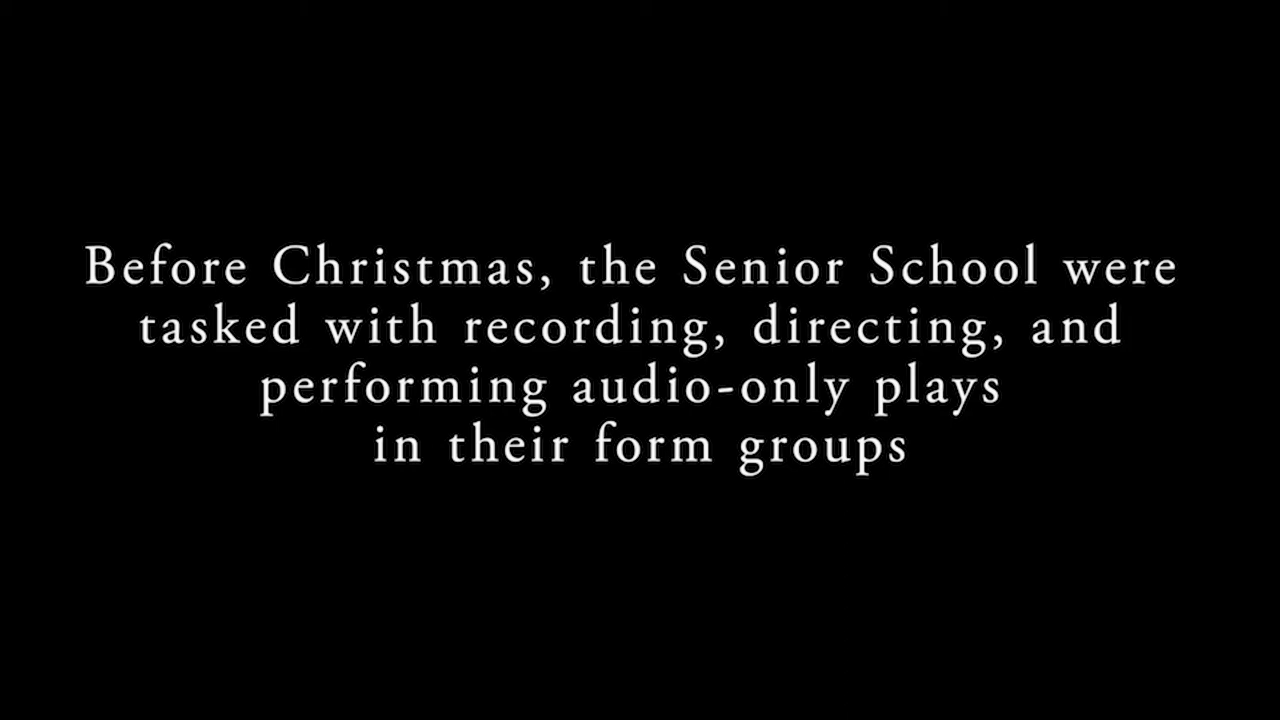 Before Christmas, the Senior School were
tasked with recording, directing, and
performing audio-only plays
in their form groups